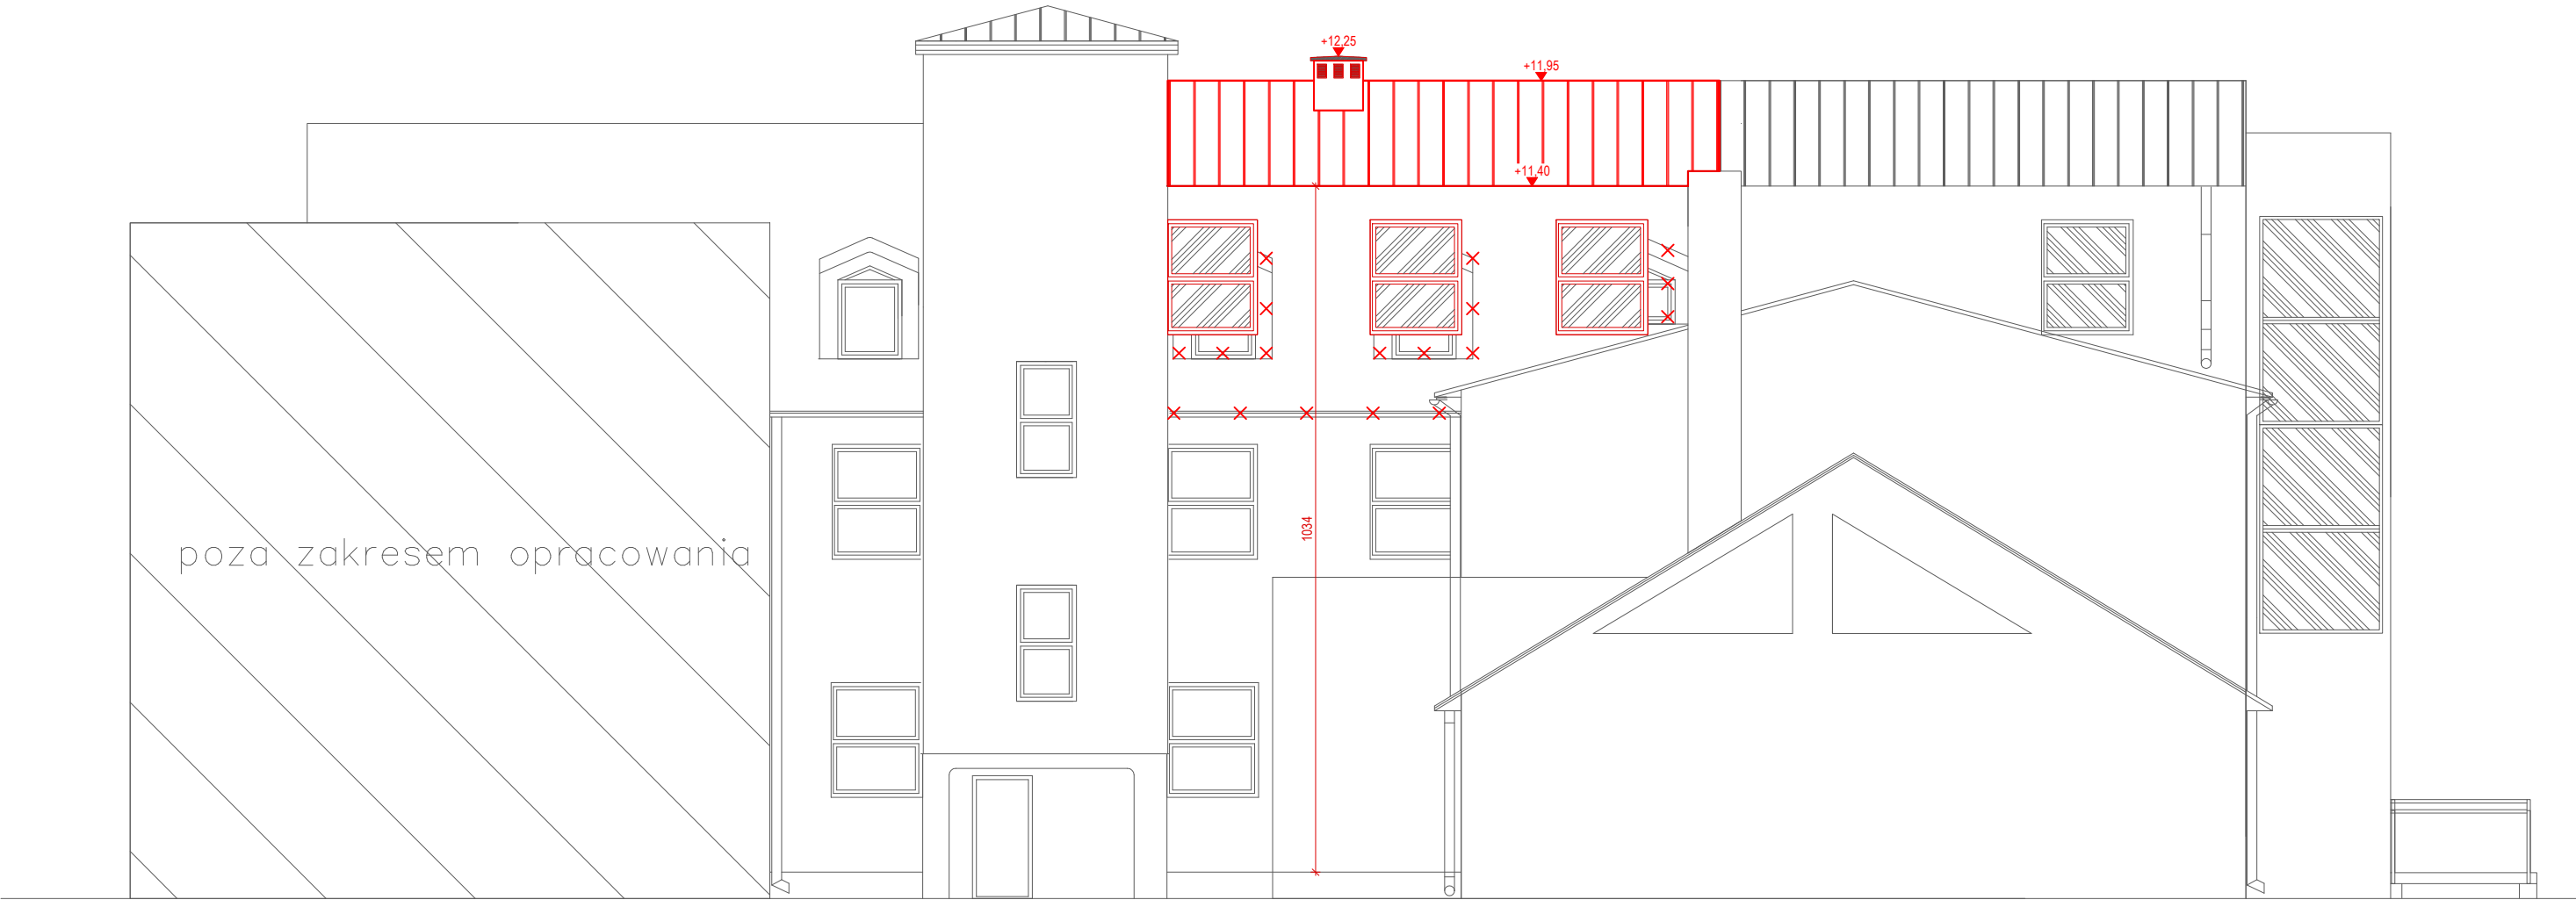 +12,25
+11,95
+11,40
1034
poza zakresem opracowania